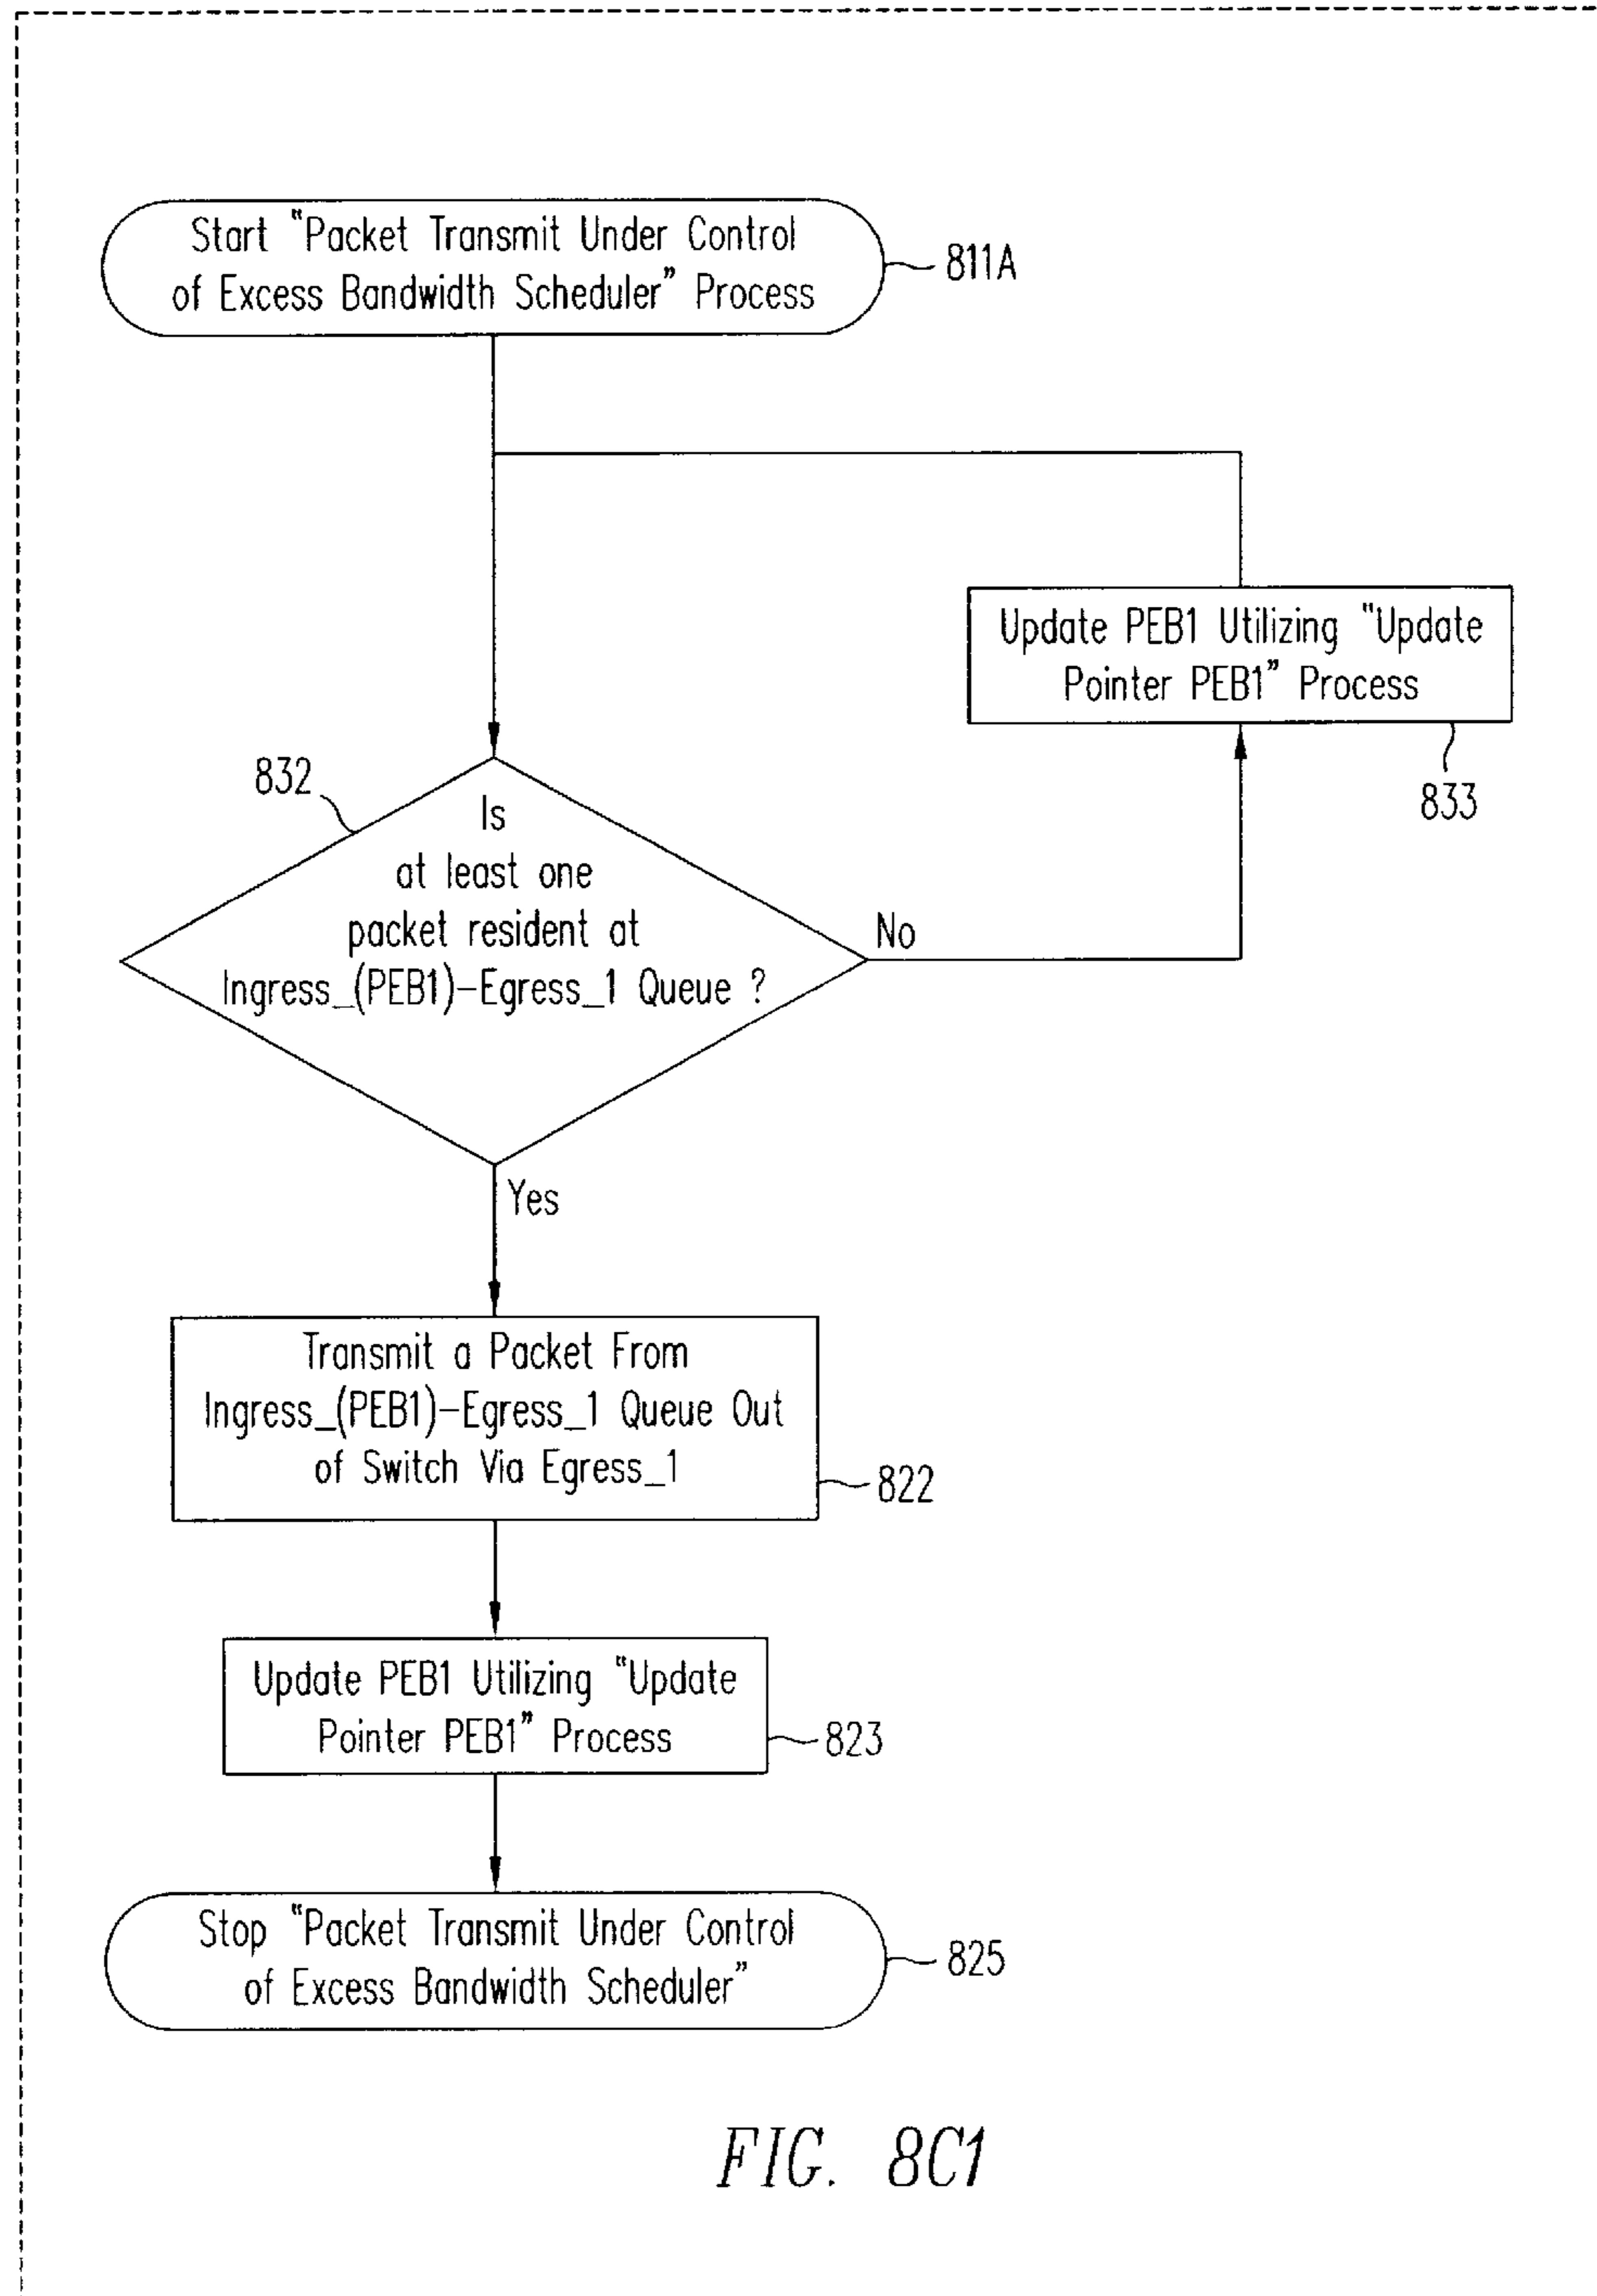 Start "Packet Transmit Under Control
of Excess Bandwidth Scheduler" Process
811A
Update PEB1 Utilizing "Update
Pointer PEB1" Process
833
832
Is
at least one
packet resident at
Ingress_(PEB1)-Egress_1 Queue ?
No
Yes
Transmit a Packet From
Ingress_(PEB1)-Egress_1 Queue Out
of Switch Via Egress_1
822
Update PEB1 Utilizing "Update
Pointer PEB1" Process
823
Stop "Packet Transmit Under Control
of Excess Bandwidth Scheduler"
825
FIG. 8C1